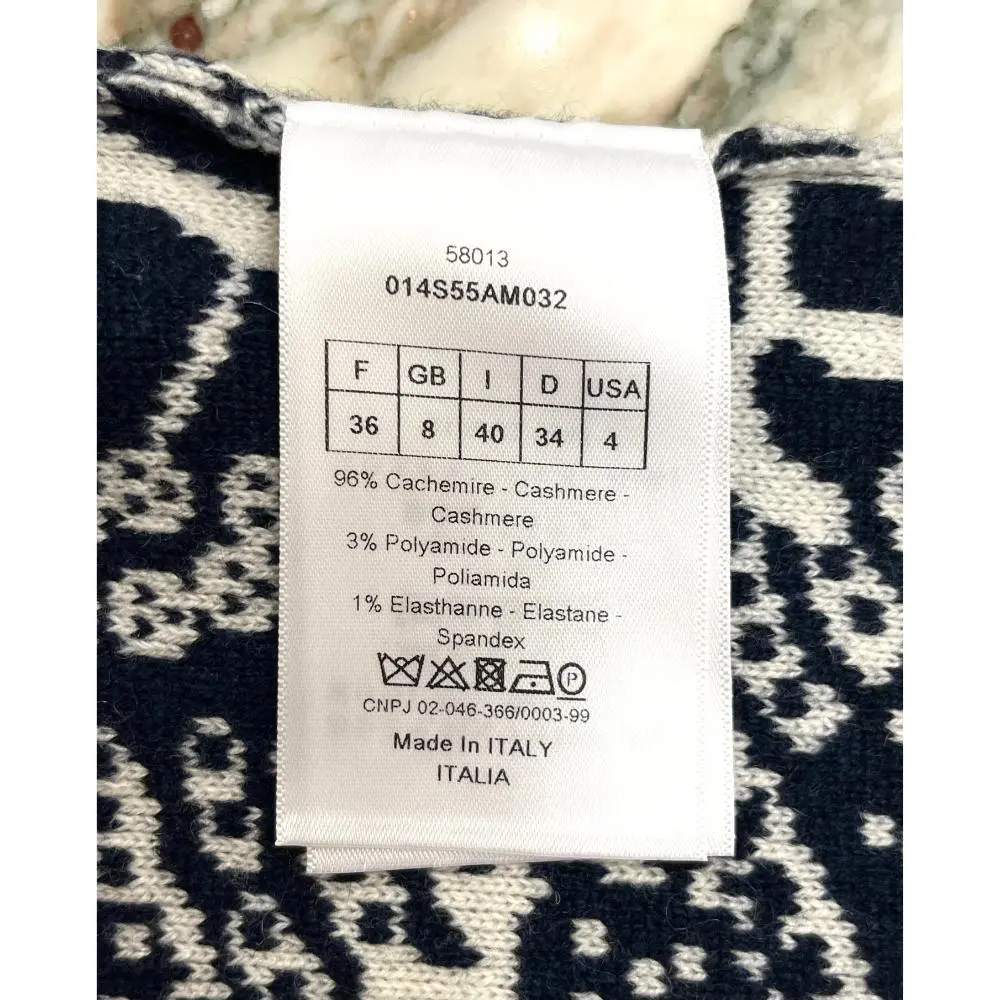 58013
014S55AM032
F GB I D USA
36 8 40 34 4
96% Cachemire - Cashmere -
Cashmere
3% Polyamide - Polyamide -
Poliamida
1% Elasthanne - Elastane -
Spandex
P
CNPJ 02-046-366/0003-99
Made In ITALY
ITALIA